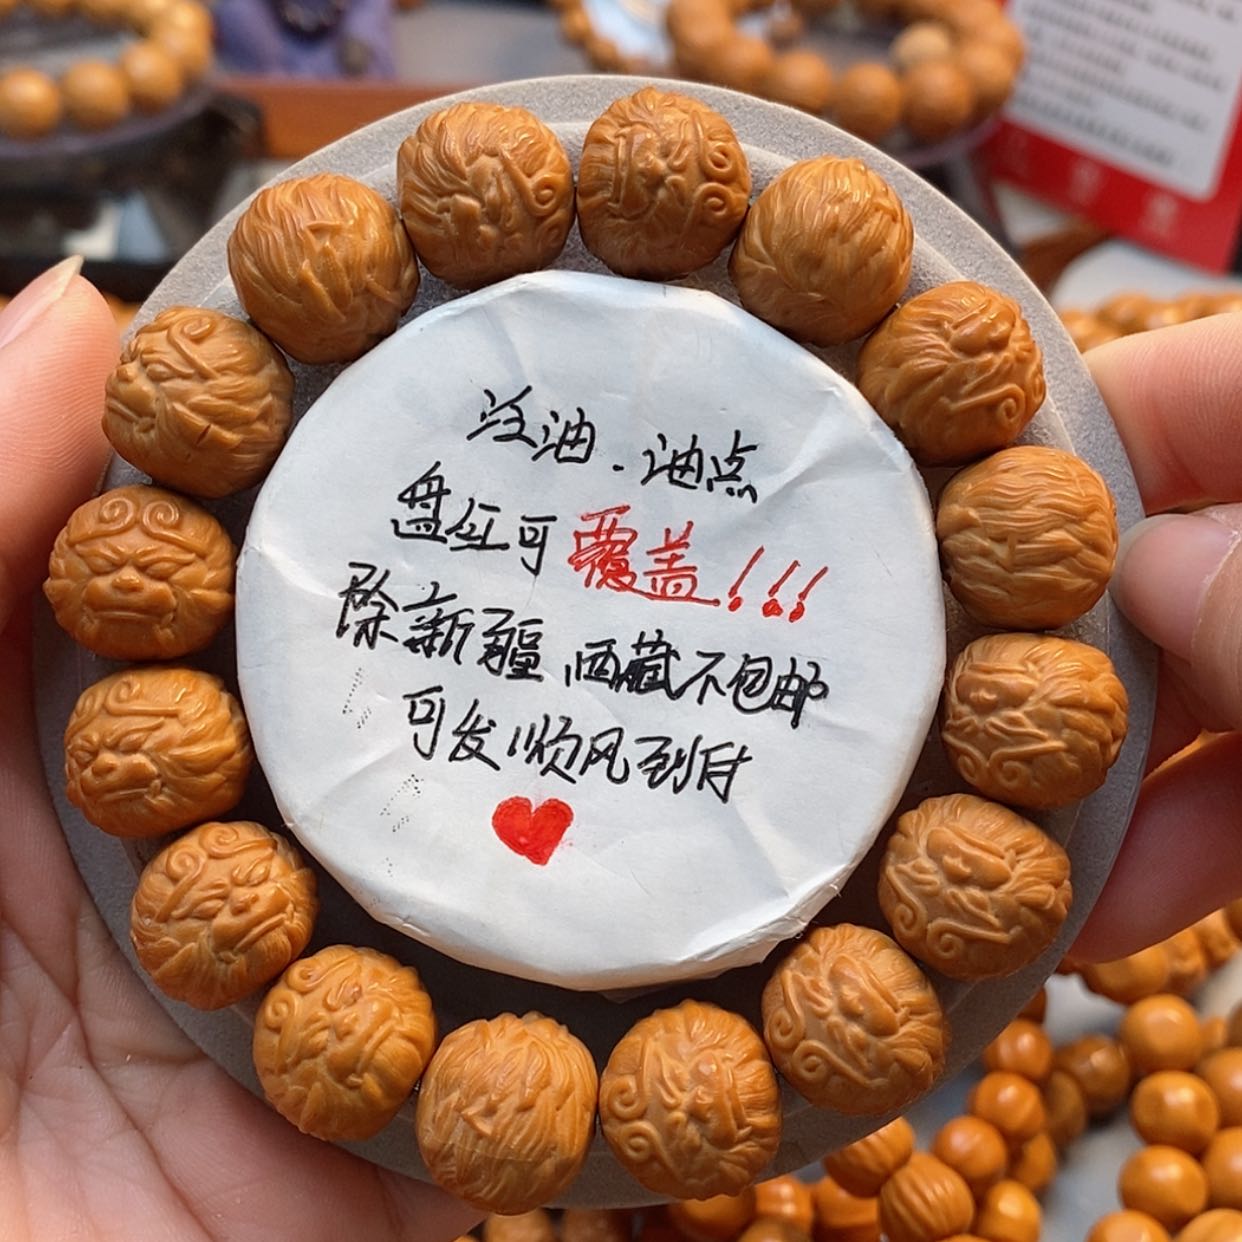 泛油.油点
盘红可覆盖!!!
除新疆西藏不包邮
可发顺风到付